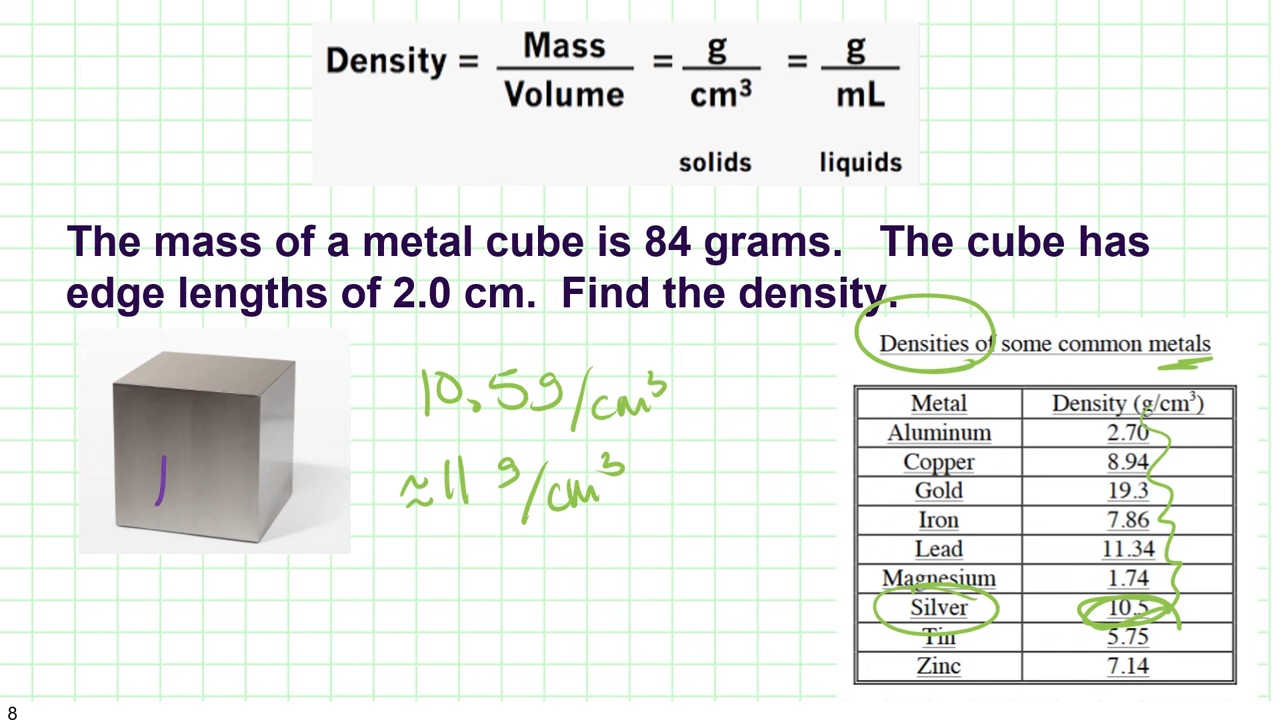 Density = Mass / Volume = g / cm³ = g / mL
solids liquids
The mass of a metal cube is 84 grams. The cube has
edge lengths of 2.0 cm. Find the density.
Densities of some common metals
10.5g/cm³
≈11 g/cm³
Metal Density (g/cm³)
Aluminum 2.70
Copper 8.94
Gold 19.3
Iron 7.86
Lead 11.34
Magnesium 1.74
Silver 10.5
Tin 5.75
Zinc 7.14
8